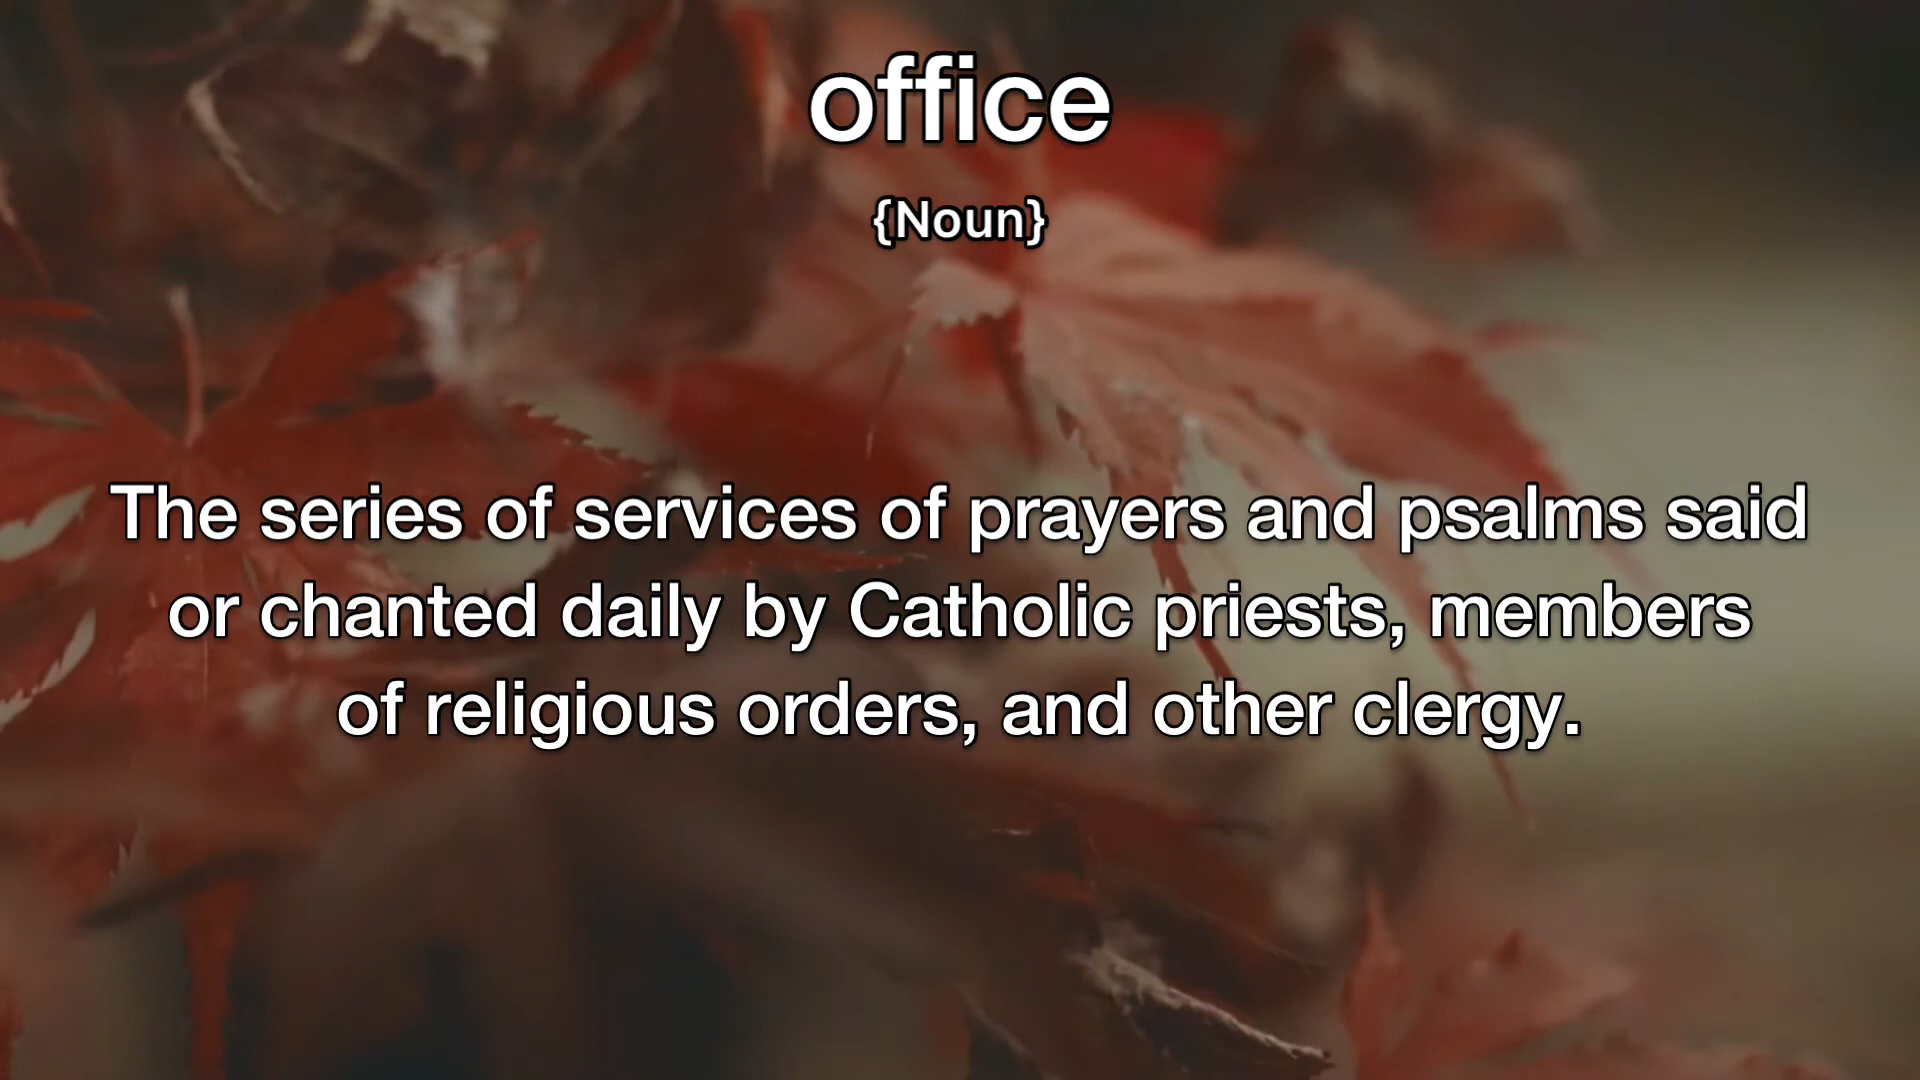 office
{Noun}
The series of services of prayers and psalms said
or chanted daily by Catholic priests, members
of religious orders, and other clergy.